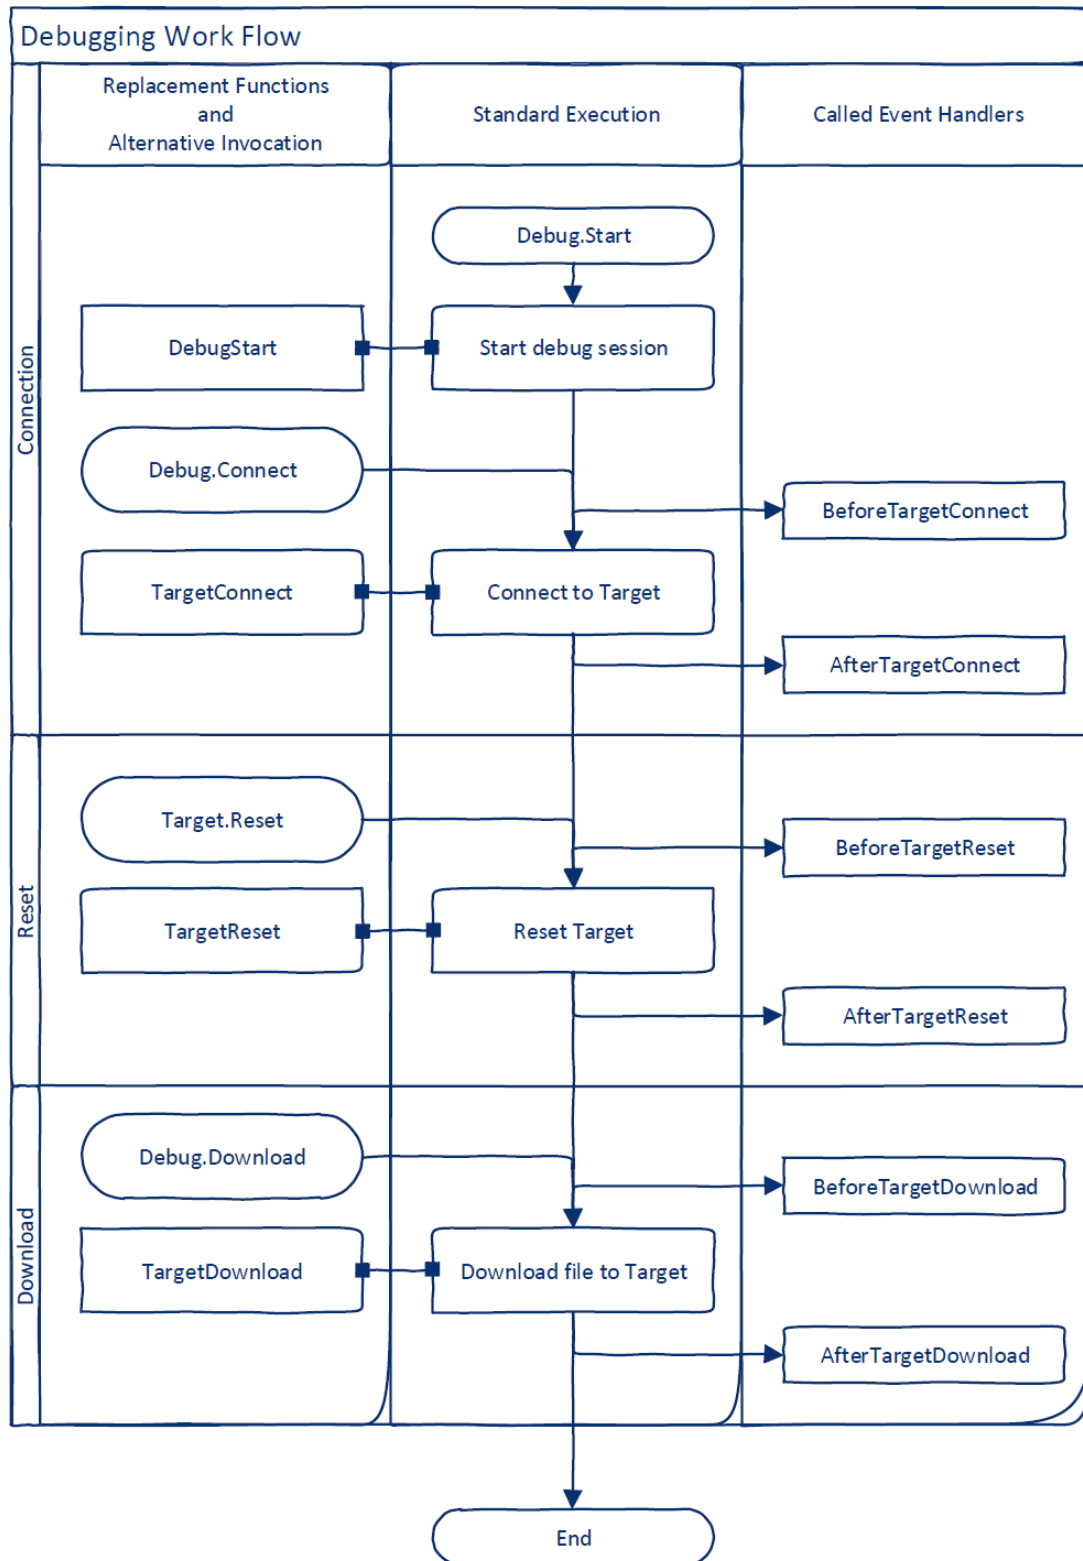 Debugging Work Flow
Replacement Functions
and
Alternative Invocation
Standard Execution
Called Event Handlers
Connection
Debug.Start
DebugStart
Start debug session
Debug.Connect
BeforeTargetConnect
TargetConnect
Connect to Target
AfterTargetConnect
Reset
Target.Reset
BeforeTargetReset
TargetReset
Reset Target
AfterTargetReset
Download
Debug.Download
BeforeTargetDownload
TargetDownload
Download file to Target
AfterTargetDownload
End